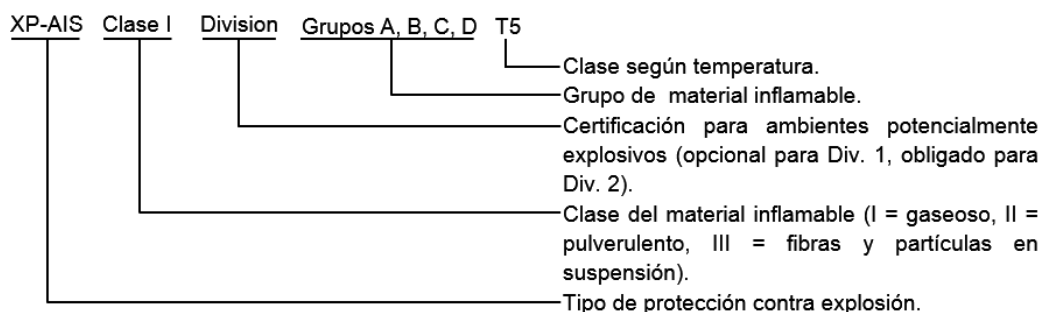 XP-AIS Clase I Division Grupos A, B, C, D T5
Clase según temperatura.
Grupo de material inflamable.
Certificación para ambientes potencialmente
explosivos (opcional para Div. 1, obligado para
Div. 2).
Clase del material inflamable (I = gaseoso, II =
pulverulento, III = fibras y partículas en
suspensión).
Tipo de protección contra explosión.